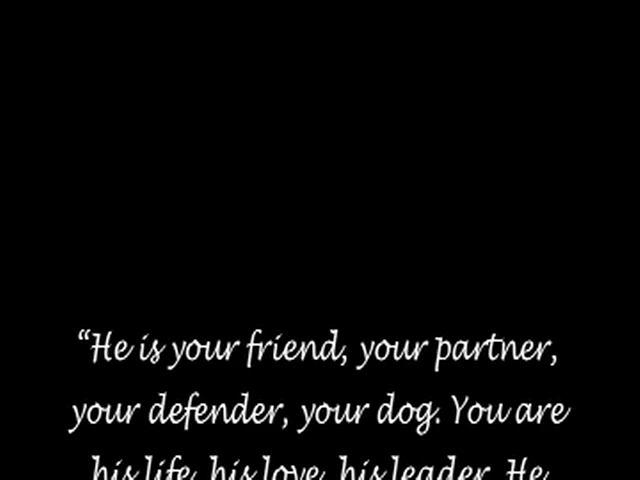 “He is your friend, your partner,
your defender, your dog. You are
his life, his love, his leader. He